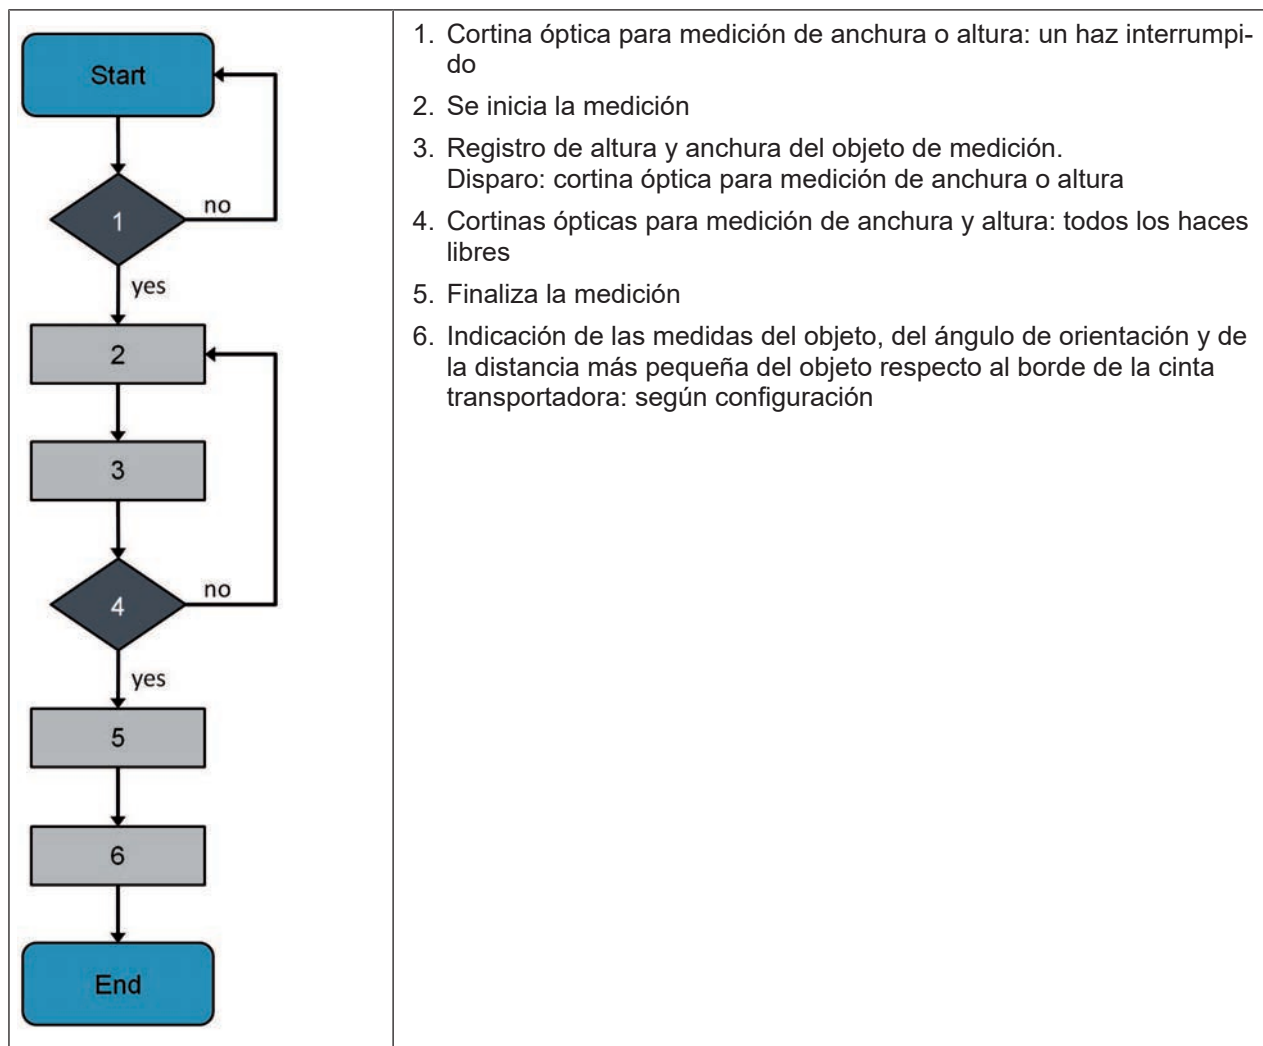 Start
1
no
yes
2
3
4
no
yes
5
6
End
1. Cortina óptica para medición de anchura o altura: un haz interrumpi-
do
2. Se inicia la medición
3. Registro de altura y anchura del objeto de medición.
Disparo: cortina óptica para medición de anchura o altura
4. Cortinas ópticas para medición de anchura y altura: todos los haces
libres
5. Finaliza la medición
6. Indicación de las medidas del objeto, del ángulo de orientación y de
la distancia más pequeña del objeto respecto al borde de la cinta
transportadora: según configuración